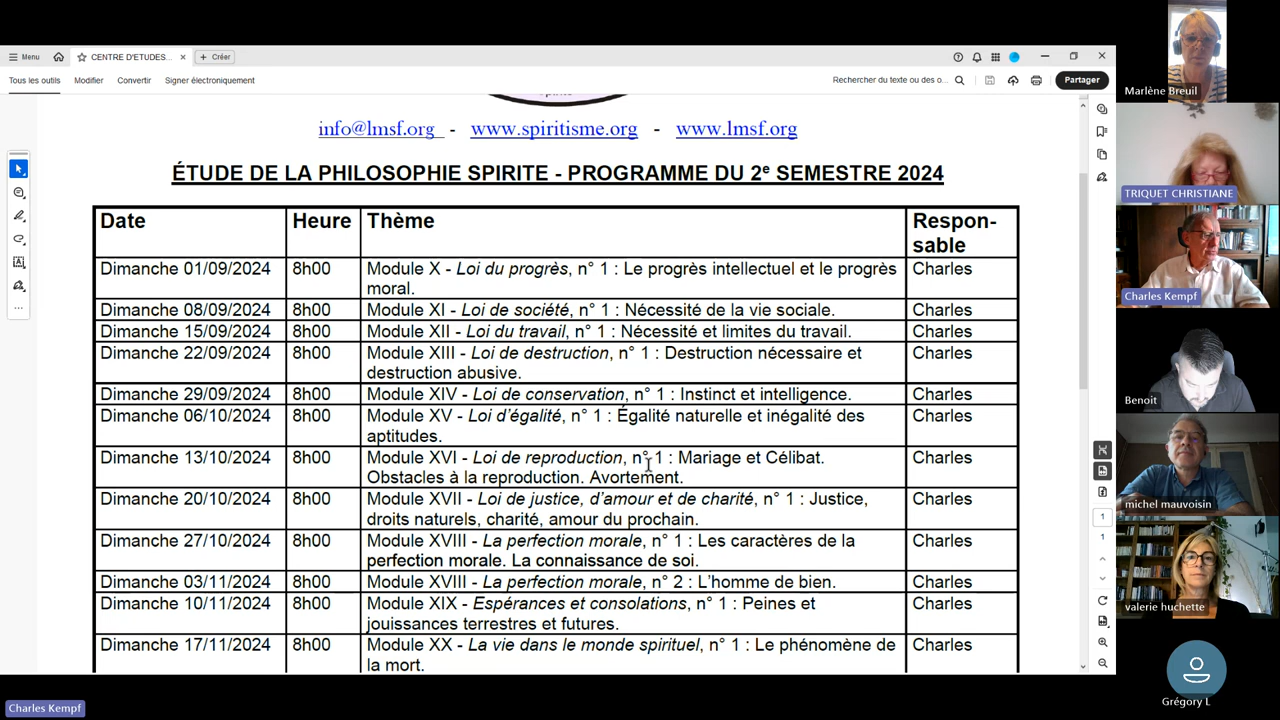 Menu
CENTRE D'ETUDES...
Créer
Tous les outils
Modifier
Convertir
Signer électroniquement
Rechercher du texte ou des o...
Partager
info@lmsf.org - www.spiritisme.org - www.lmsf.org
ÉTUDE DE LA PHILOSOPHIE SPIRITE - PROGRAMME DU 2e SEMESTRE 2024
Date Heure Thème Respon-
sable
Dimanche 01/09/2024 8h00 Module X - Loi du progrès, n° 1 : Le progrès intellectuel et le progrès Charles
moral.
Dimanche 08/09/2024 8h00 Module XI - Loi de société, n° 1 : Nécessité de la vie sociale. Charles
Dimanche 15/09/2024 8h00 Module XII - Loi du travail, n° 1 : Nécessité et limites du travail. Charles
Dimanche 22/09/2024 8h00 Module XIII - Loi de destruction, n° 1 : Destruction nécessaire et Charles
destruction abusive.
Dimanche 29/09/2024 8h00 Module XIV - Loi de conservation, n° 1 : Instinct et intelligence. Charles
Dimanche 06/10/2024 8h00 Module XV - Loi d'égalité, n° 1 : Égalité naturelle et inégalité des Charles
aptitudes.
Dimanche 13/10/2024 8h00 Module XVI - Loi de reproduction, n° 1 : Mariage et Célibat. Charles
Obstacles à la reproduction. Avortement.
Dimanche 20/10/2024 8h00 Module XVII - Loi de justice, d'amour et de charité, n° 1 : Justice, Charles
droits naturels, charité, amour du prochain.
Dimanche 27/10/2024 8h00 Module XVIII - La perfection morale, n° 1 : Les caractères de la Charles
perfection morale. La connaissance de soi.
Dimanche 03/11/2024 8h00 Module XVIII - La perfection morale, n° 2 : L'homme de bien. Charles
Dimanche 10/11/2024 8h00 Module XIX - Espérances et consolations, n° 1 : Peines et Charles
jouissances terrestres et futures.
Dimanche 17/11/2024 8h00 Module XX - La vie dans le monde spirituel, n° 1 : Le phénomène de Charles
la mort.
1
1
Marlène Breuil
TRIQUET CHRISTIANE
Charles Kempf
Benoit
michel mauvoisin
valerie huchette
Grégory L
Charles Kempf